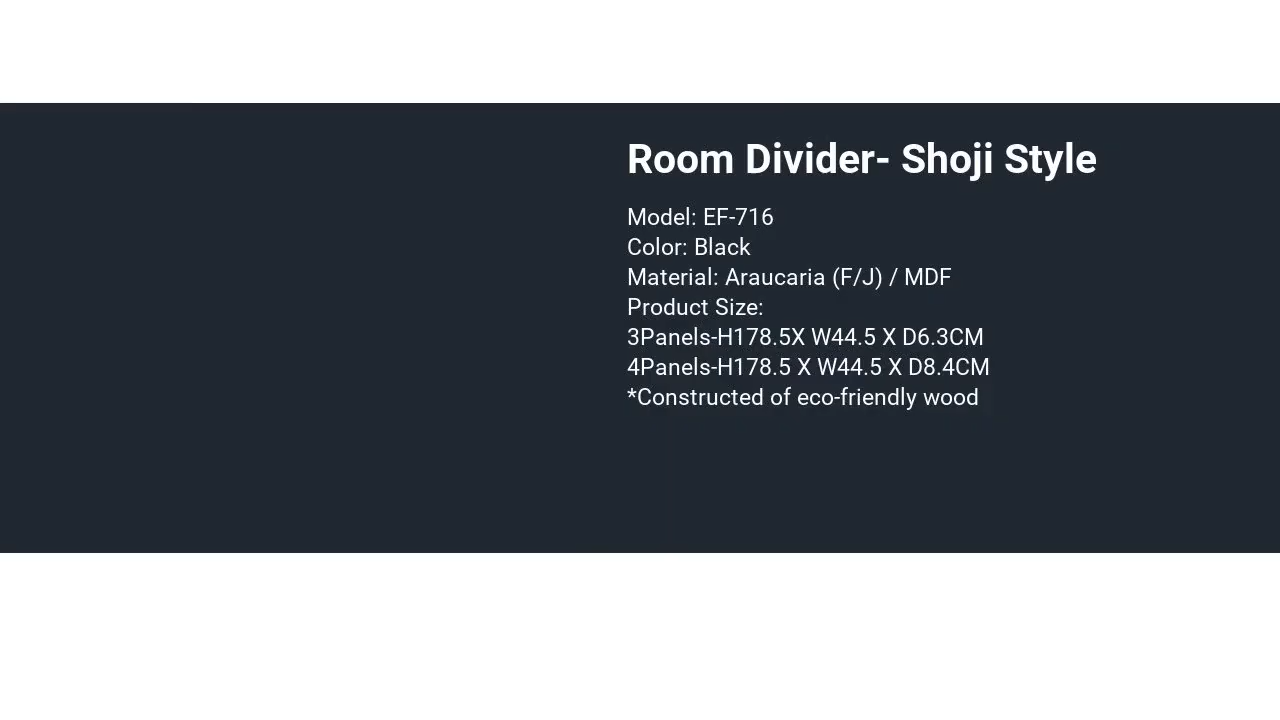 Room Divider- Shoji Style
Model: EF-716
Color: Black
Material: Araucaria (F/J) / MDF
Product Size:
3Panels-H178.5X W44.5 X D6.3CM
4Panels-H178.5 X W44.5 X D8.4CM
*Constructed of eco-friendly wood